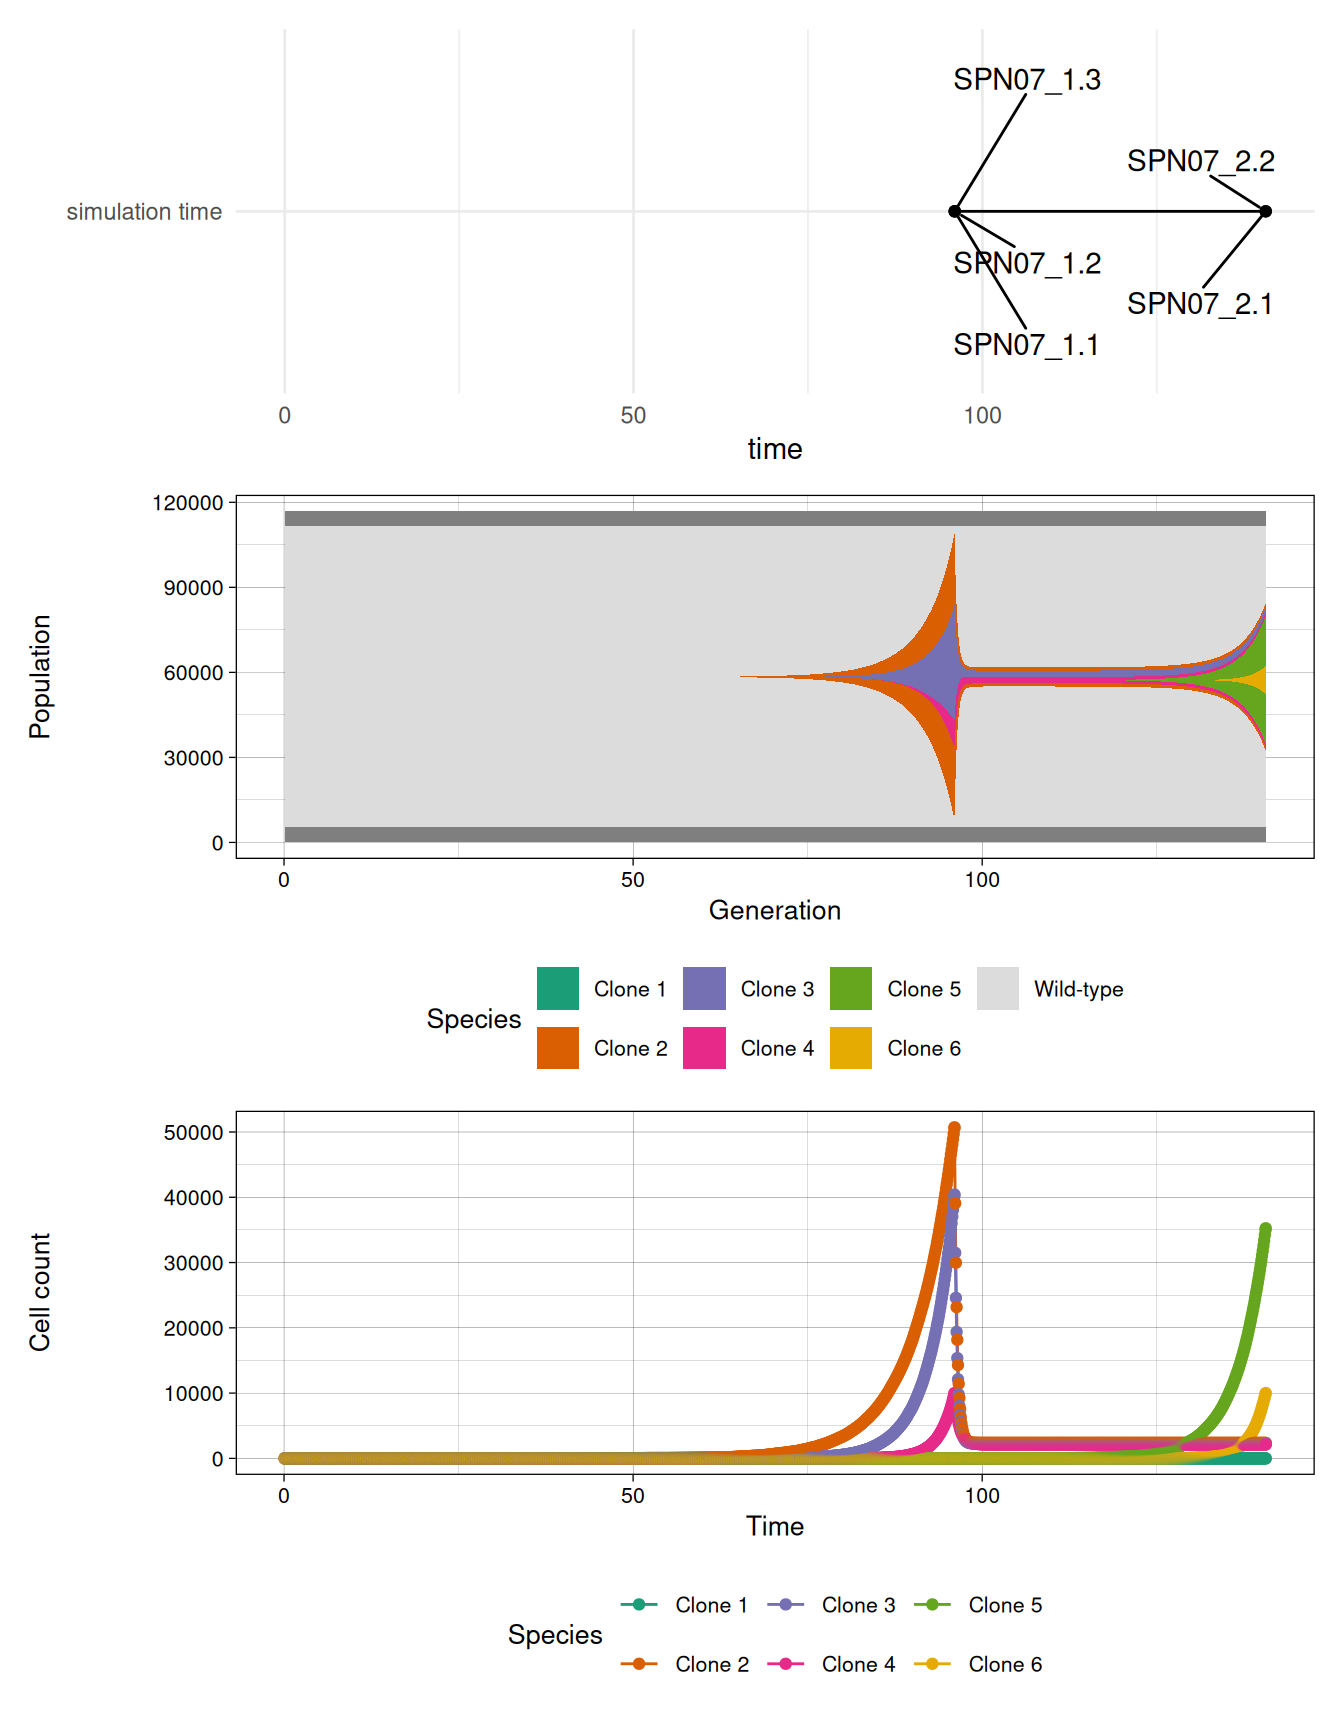 SPN07_1.3
SPN07_2.2
simulation time
SPN07_1.2
SPN07_2.1
SPN07_1.1
0 50 100
time
120000
90000
60000
30000
0
Population
0 50 100
Generation
Species
Clone 1 Clone 3 Clone 5 Wild-type
Clone 2 Clone 4 Clone 6
50000
40000
30000
20000
10000
0
Cell count
0 50 100
Time
Species
Clone 1 Clone 3 Clone 5
Clone 2 Clone 4 Clone 6